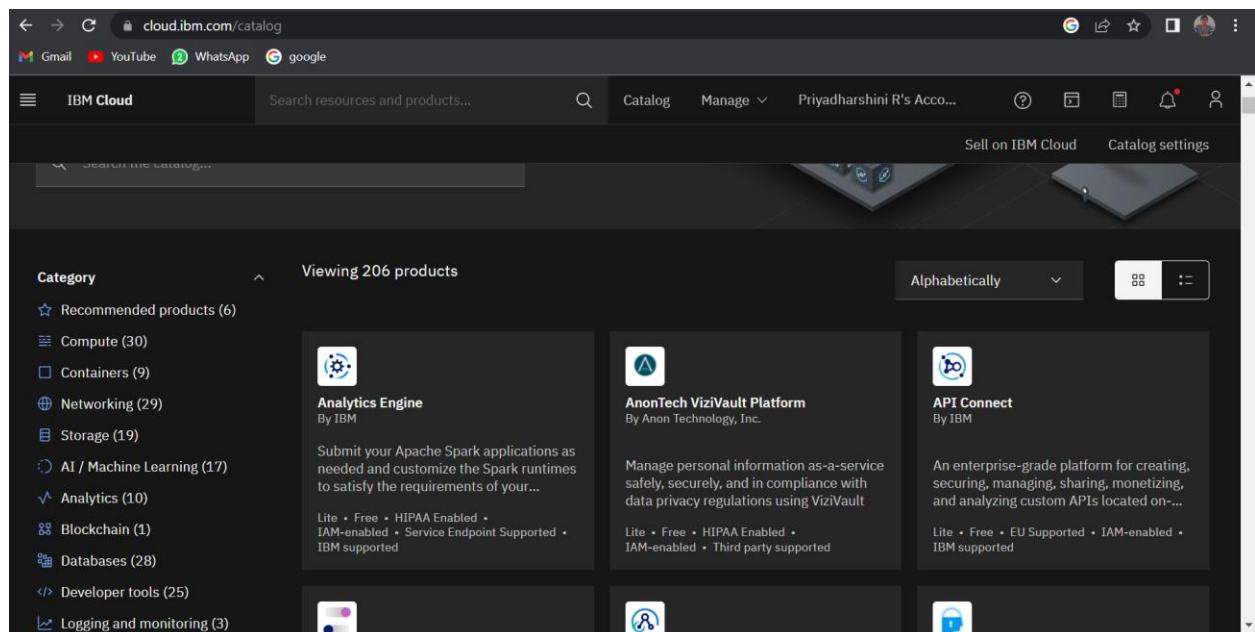 cloud.ibm.com/catalog
Gmail YouTube 2 WhatsApp google
IBM Cloud Search resources and products... Catalog Manage Priyadharshini R's Acco...
Sell on IBM Cloud Catalog settings
Search the catalog...
Category
Recommended products (6)
Compute (30)
Containers (9)
Networking (29)
Storage (19)
AI / Machine Learning (17)
Analytics (10)
Blockchain (1)
Databases (28)
Developer tools (25)
Logging and monitoring (3)
Viewing 206 products
Alphabetically
Analytics Engine
By IBM
Submit your Apache Spark applications as
needed and customize the Spark runtimes
to satisfy the requirements of your...
Lite • Free • HIPAA Enabled •
IAM-enabled • Service Endpoint Supported •
IBM supported
AnonTech ViziVault Platform
By Anon Technology, Inc.
Manage personal information as-a-service
safely, securely, and in compliance with
data privacy regulations using ViziVault
Lite • Free • HIPAA Enabled •
IAM-enabled • Third party supported
API Connect
By IBM
An enterprise-grade platform for creating,
securing, managing, sharing, monetizing,
and analyzing custom APIs located on-...
Lite • Free • EU Supported • IAM-enabled •
IBM supported